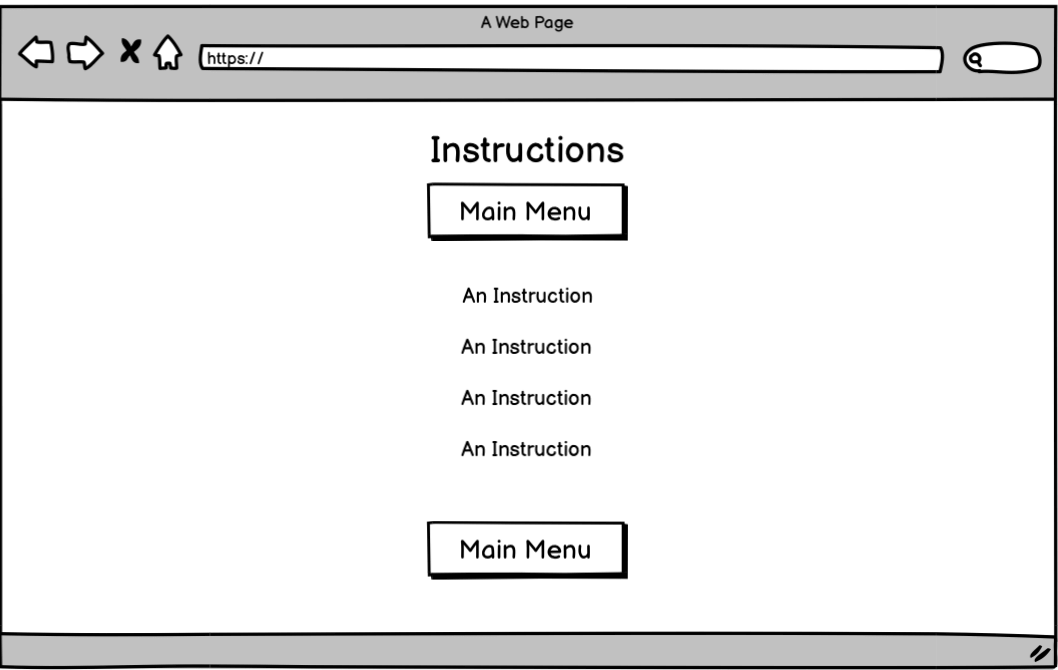 A Web Page
https://
Instructions
Main Menu
An Instruction
An Instruction
An Instruction
An Instruction
Main Menu